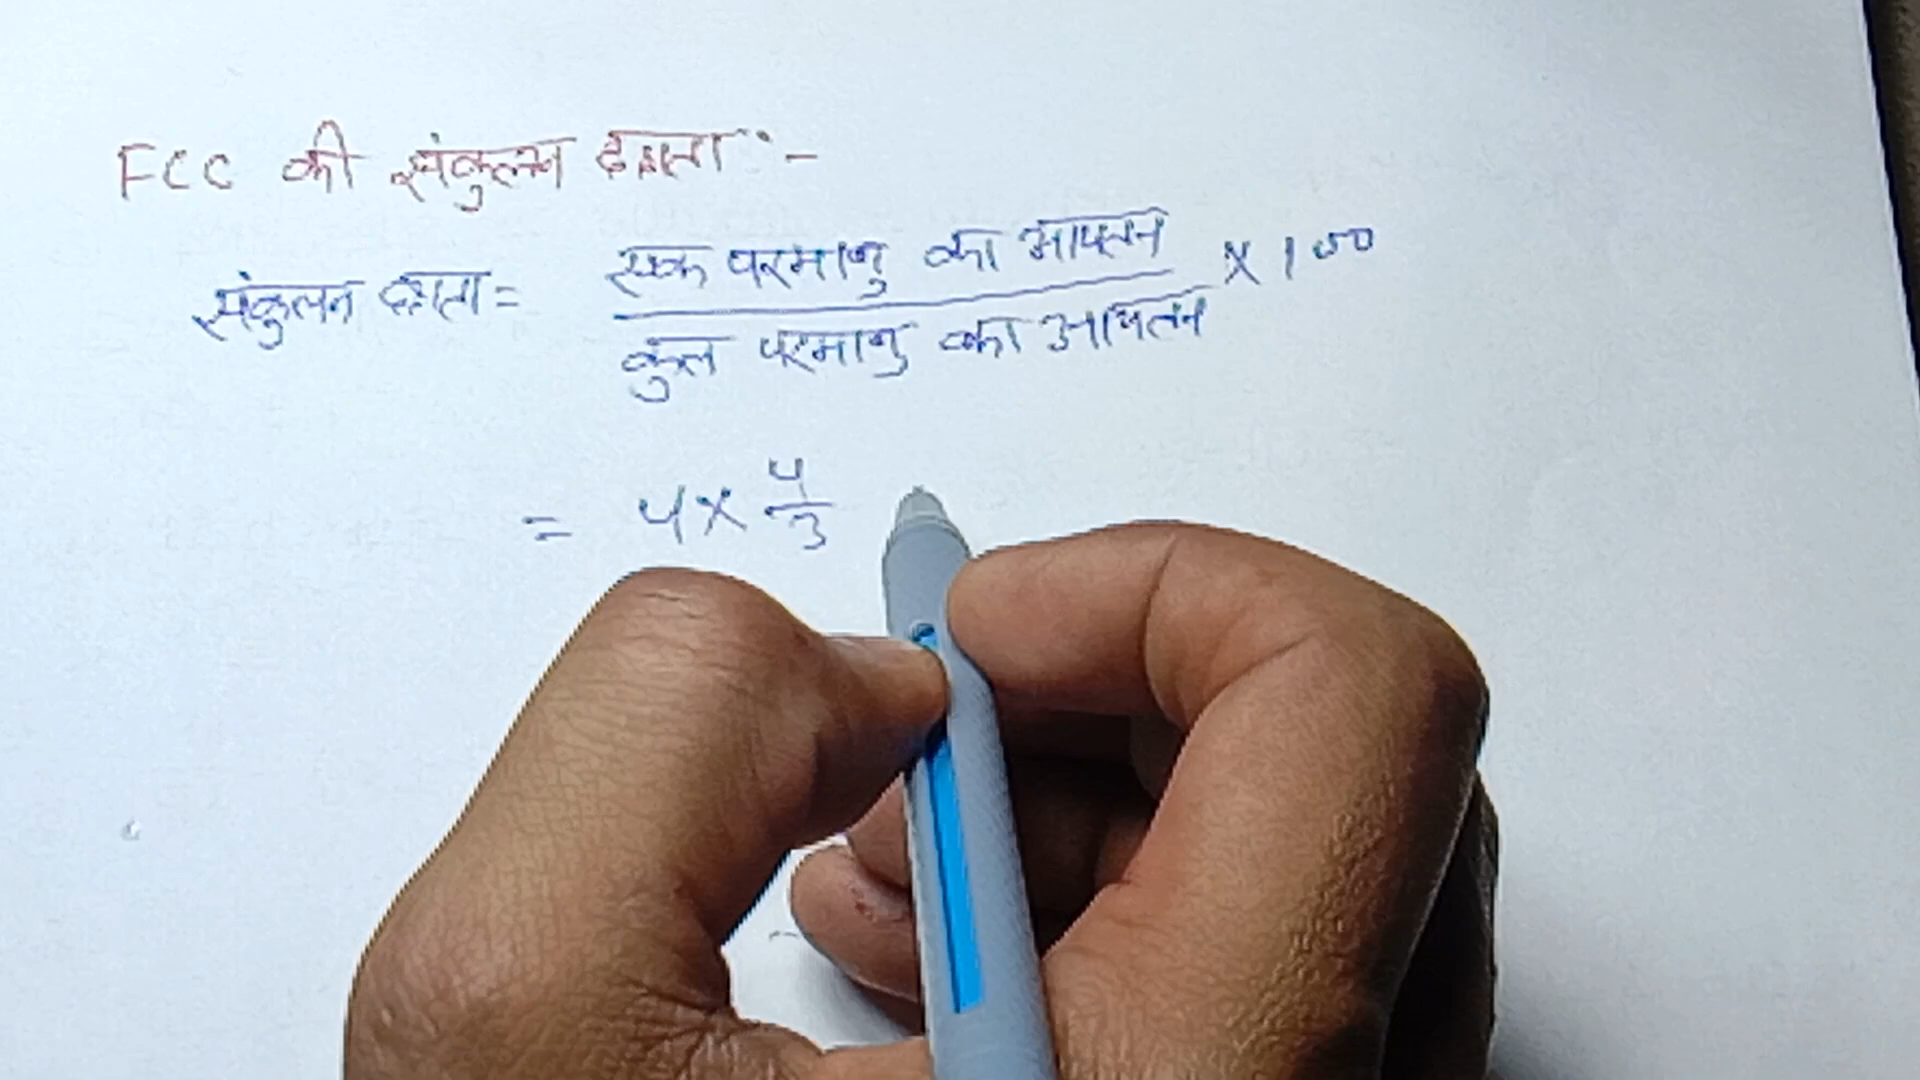 FCC की संकुलन क्षमता :-
संकुलन क्षमता = एक परमाणु का आयतन / कुल परमाणु का आयतन × 100
= 4 × 4/3